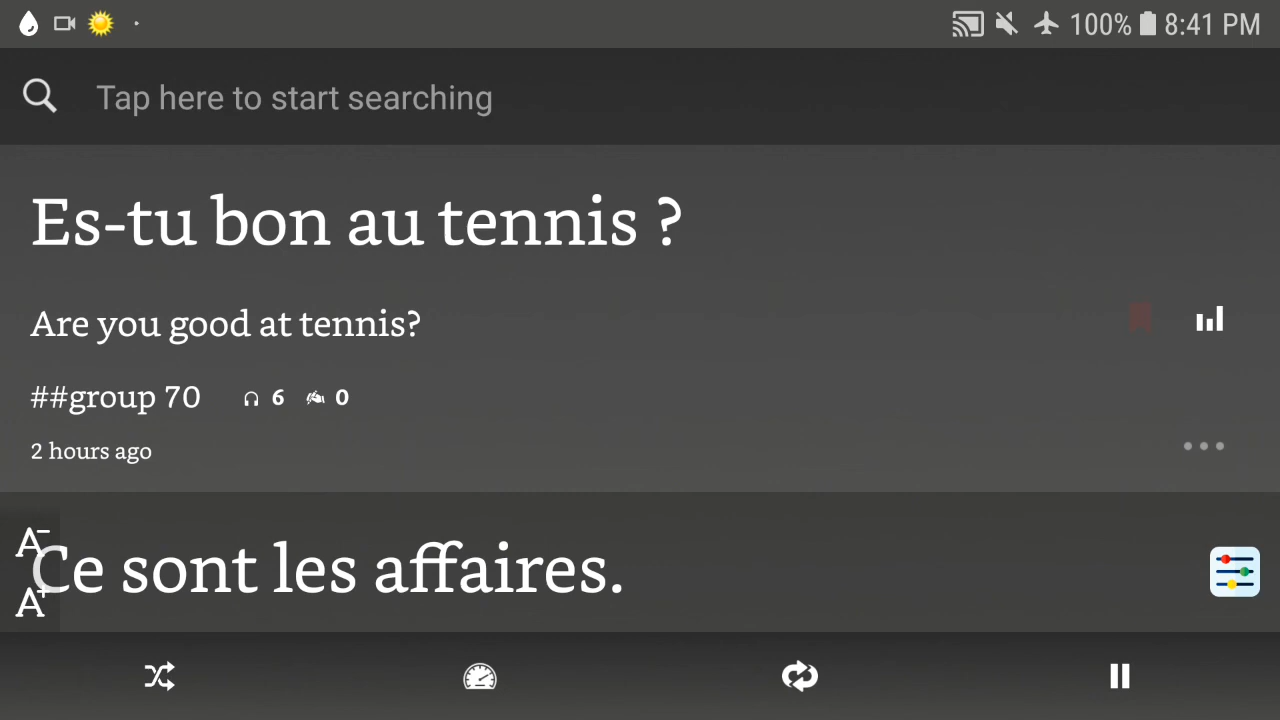 100% 8:41 PM
Tap here to start searching
Es-tu bon au tennis ?
Are you good at tennis?
##group 70 6 0
2 hours ago
A-
Ce sont les affaires.
A+